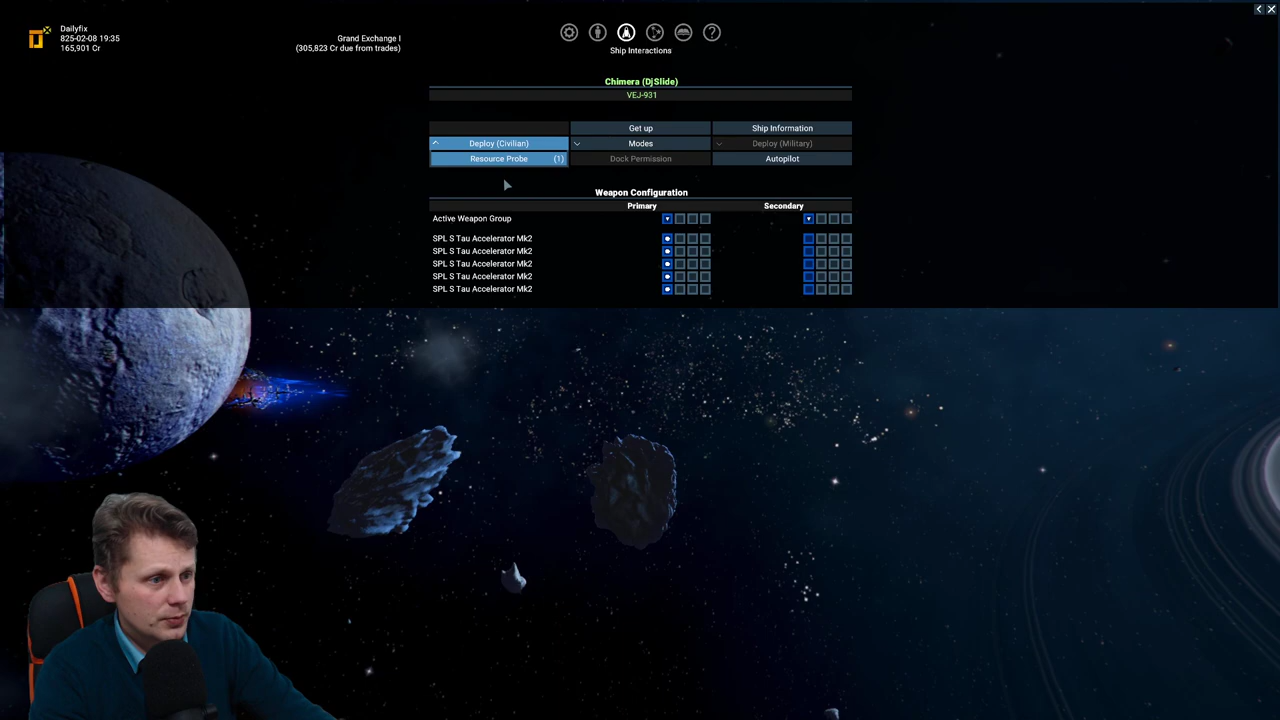 Dailyfix
825-02-08 19:35
165,901 Cr
Grand Exchange I
(305,823 Cr due from trades)
?
Ship Interactions
Chimera (DjSlide)
VEJ-931
Get up
Ship Information
Deploy (Civilian)
Modes
Deploy (Military)
Resource Probe (1)
Dock Permission
Autopilot
Weapon Configuration
Primary
Secondary
Active Weapon Group
SPL S Tau Accelerator Mk2
SPL S Tau Accelerator Mk2
SPL S Tau Accelerator Mk2
SPL S Tau Accelerator Mk2
SPL S Tau Accelerator Mk2